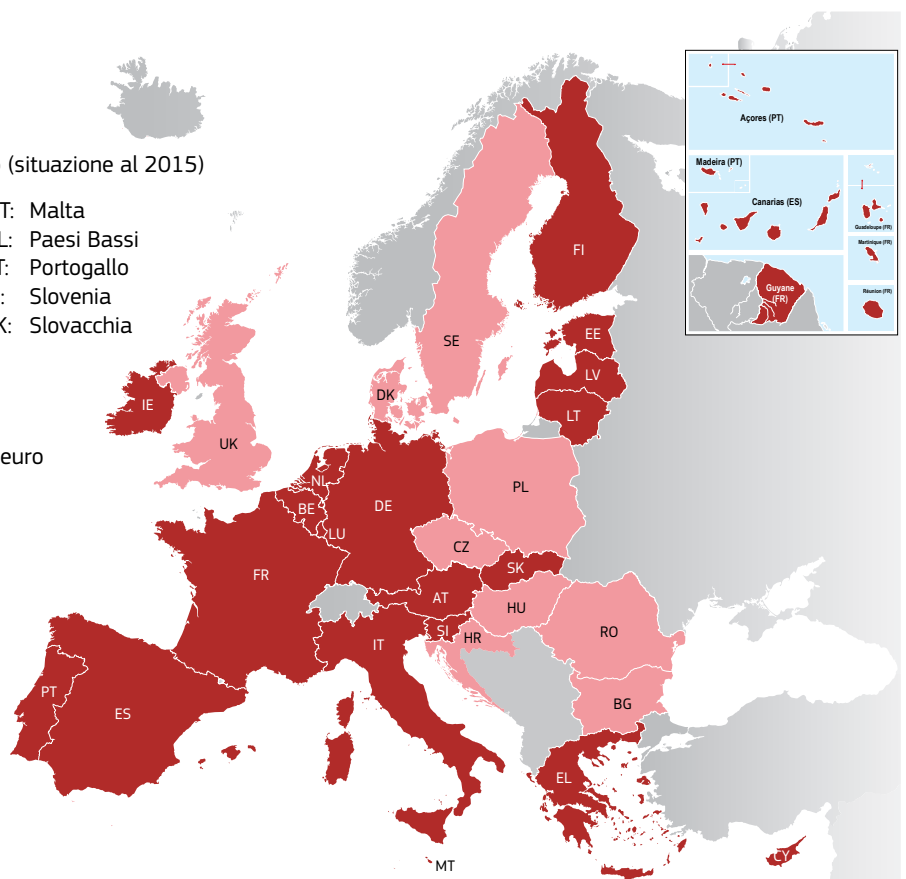 (situazione al 2015)
T: Malta
L: Paesi Bassi
T: Portogallo
: Slovenia
K: Slovacchia
euro
Açores (PT)
Madeira (PT)
Canarias (ES)
Guadeloupe (FR)
Martinique (FR)
Guyane
(FR)
Réunion (FR)
FI
SE
EE
LV
LT
DK
IE
UK
NL
BE
LU
DE
PL
CZ
SK
FR
AT
HU
SI
HR
RO
IT
BG
PT
ES
EL
MT
CY